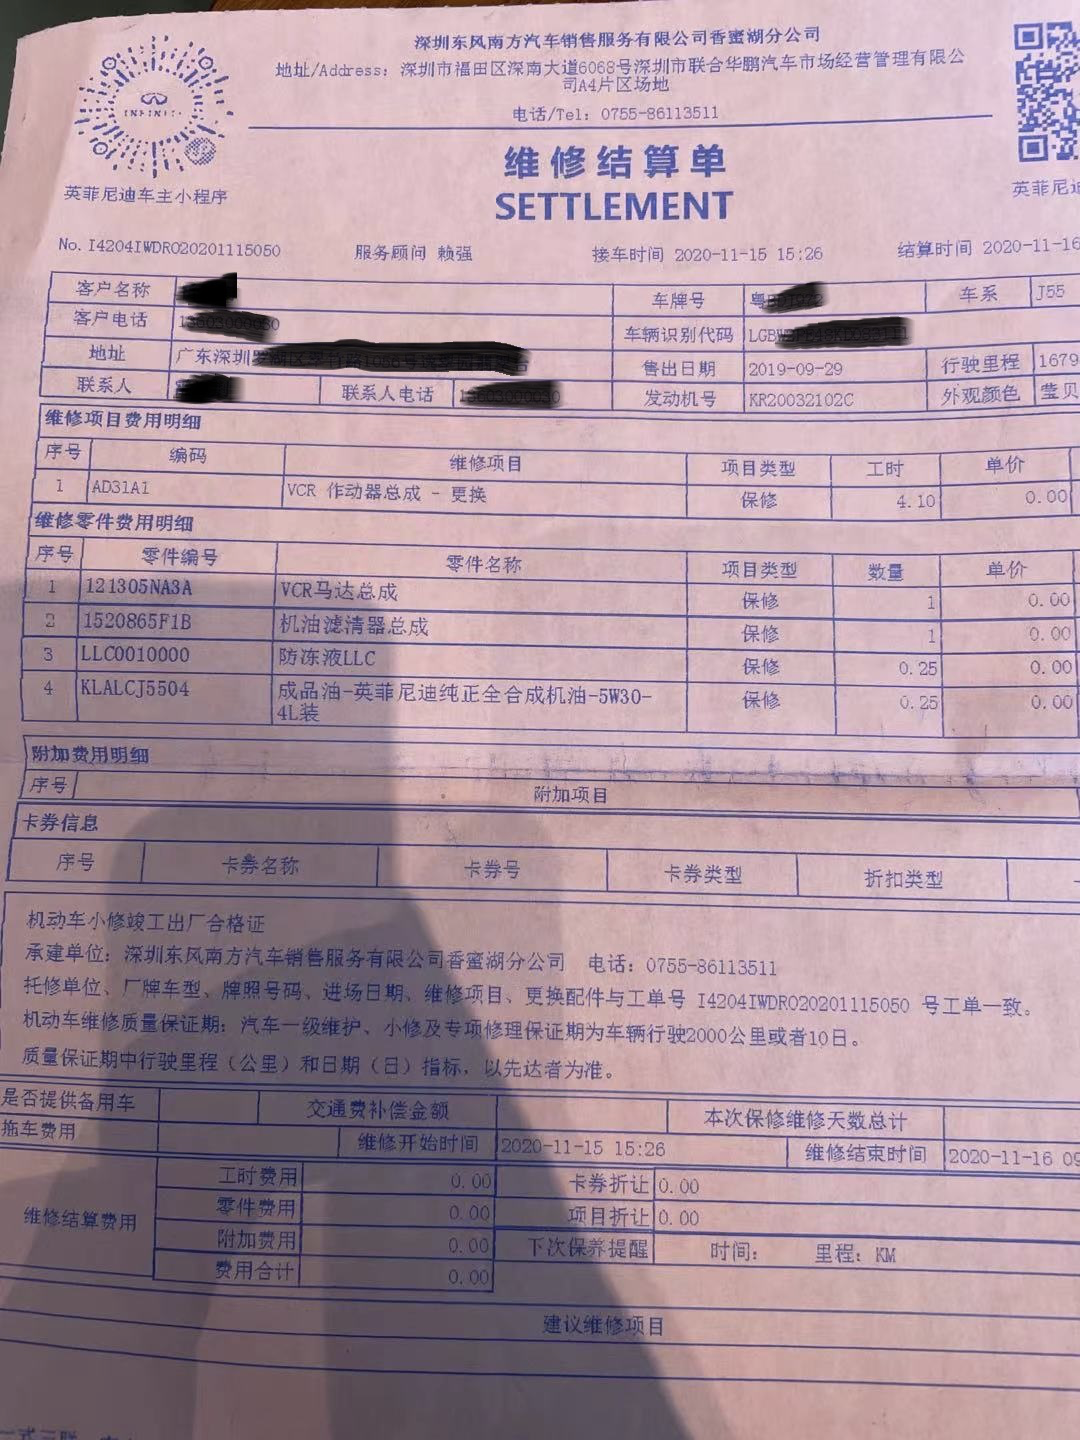 深圳东风南方汽车销售服务有限公司香蜜湖分公司
地址/Address: 深圳市福田区深南大道6068号深圳市联合华鹏汽车市场经营管理有限公
司A4片区场地
电话/Tel: 0755-86113511
INFINITI
英菲尼迪车主小程序
英菲尼迪
维修结算单
SETTLEMENT
No. I4204IWDRO20201115050 服务顾问 赖强 接车时间 2020-11-15 15:26 结算时间 2020-11-16
客户名称 车牌号 粤 车系 J55
客户电话 车辆识别代码 LGBW
地址 广东深圳 售出日期 2019-09-29 行驶里程 1679
联系人 联系人电话 发动机号 KR20032102C 外观颜色 莹贝
维修项目费用明细
序号 编码 维修项目 项目类型 工时 单价
1 AD31A1 VCR 作动器总成 - 更换 保修 4.10 0.00
维修零件费用明细
序号 零件编号 零件名称 项目类型 数量 单价
1 121305NA3A VCR马达总成 保修 1 0.00
2 1520865F1B 机油滤清器总成 保修 1 0.00
3 LLC0010000 防冻液LLC 保修 0.25 0.00
4 KLALCJ5504 成品油-英菲尼迪纯正全合成机油-5W30- 保修 0.25 0.00
4L装
附加费用明细
序号 附加项目
卡券信息
序号 卡券名称 卡券号 卡券类型 折扣类型
机动车小修竣工出厂合格证
承建单位: 深圳东风南方汽车销售服务有限公司香蜜湖分公司 电话: 0755-86113511
托修单位、厂牌车型、牌照号码、进场日期、维修项目、更换配件与工单号 I4204IWDRO20201115050 号工单一致。
机动车维修质量保证期: 汽车一级维护、小修及专项修理保证期为车辆行驶2000公里或者10日。
质量保证期中行驶里程（公里）和日期（日）指标, 以先达者为准。
是否提供备用车 交通费补偿金额 本次保修维修天数总计
拖车费用 维修开始时间 2020-11-15 15:26 维修结束时间 2020-11-16 09
维修结算费用 工时费用 0.00 卡券折让 0.00
零件费用 0.00 项目折让 0.00
附加费用 0.00 下次保养提醒 时间: 里程: KM
费用合计 0.00
建议维修项目
一式三联